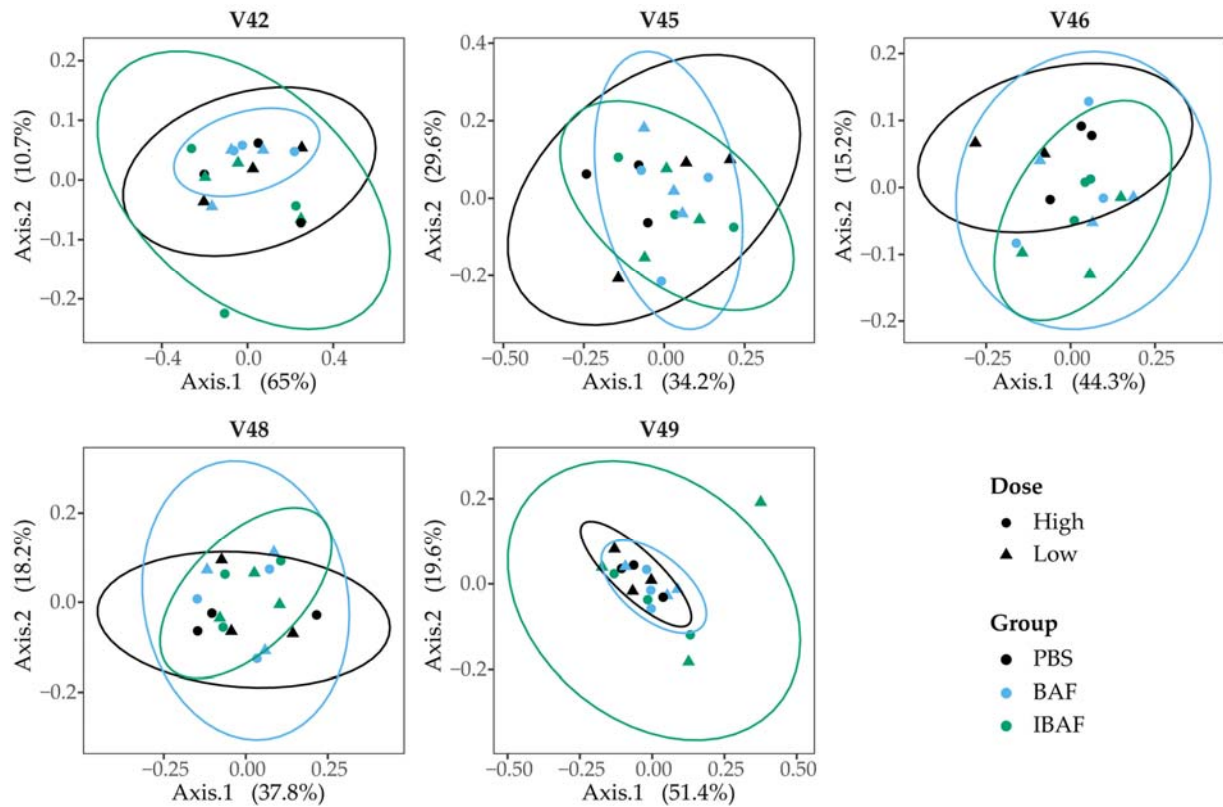 V42
0.2
0.1
0.0
−0.1
−0.2
Axis.2 (10.7%)
−0.4
0.0
0.4
Axis.1 (65%)
V45
0.4
0.2
0.0
−0.2
Axis.2 (29.6%)
−0.50
−0.25
0.00
0.25
Axis.1 (34.2%)
V46
0.2
0.1
0.0
−0.1
−0.2
Axis.2 (15.2%)
−0.25
0.00
0.25
Axis.1 (44.3%)
V48
0.2
0.0
−0.2
Axis.2 (18.2%)
−0.25
0.00
0.25
Axis.1 (37.8%)
V49
0.2
0.0
−0.2
Axis.2 (19.6%)
−0.50
−0.25
0.00
0.25
0.50
Axis.1 (51.4%)
Dose
High
Low
Group
PBS
BAF
IBAF